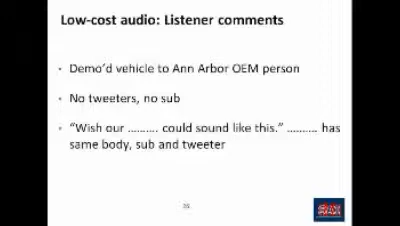 Low-cost audio: Listener comments
• Demo’d vehicle to Ann Arbor OEM person
• No tweeters, no sub
• “Wish our .......... could sound like this.” .......... has
same body, sub and tweeter